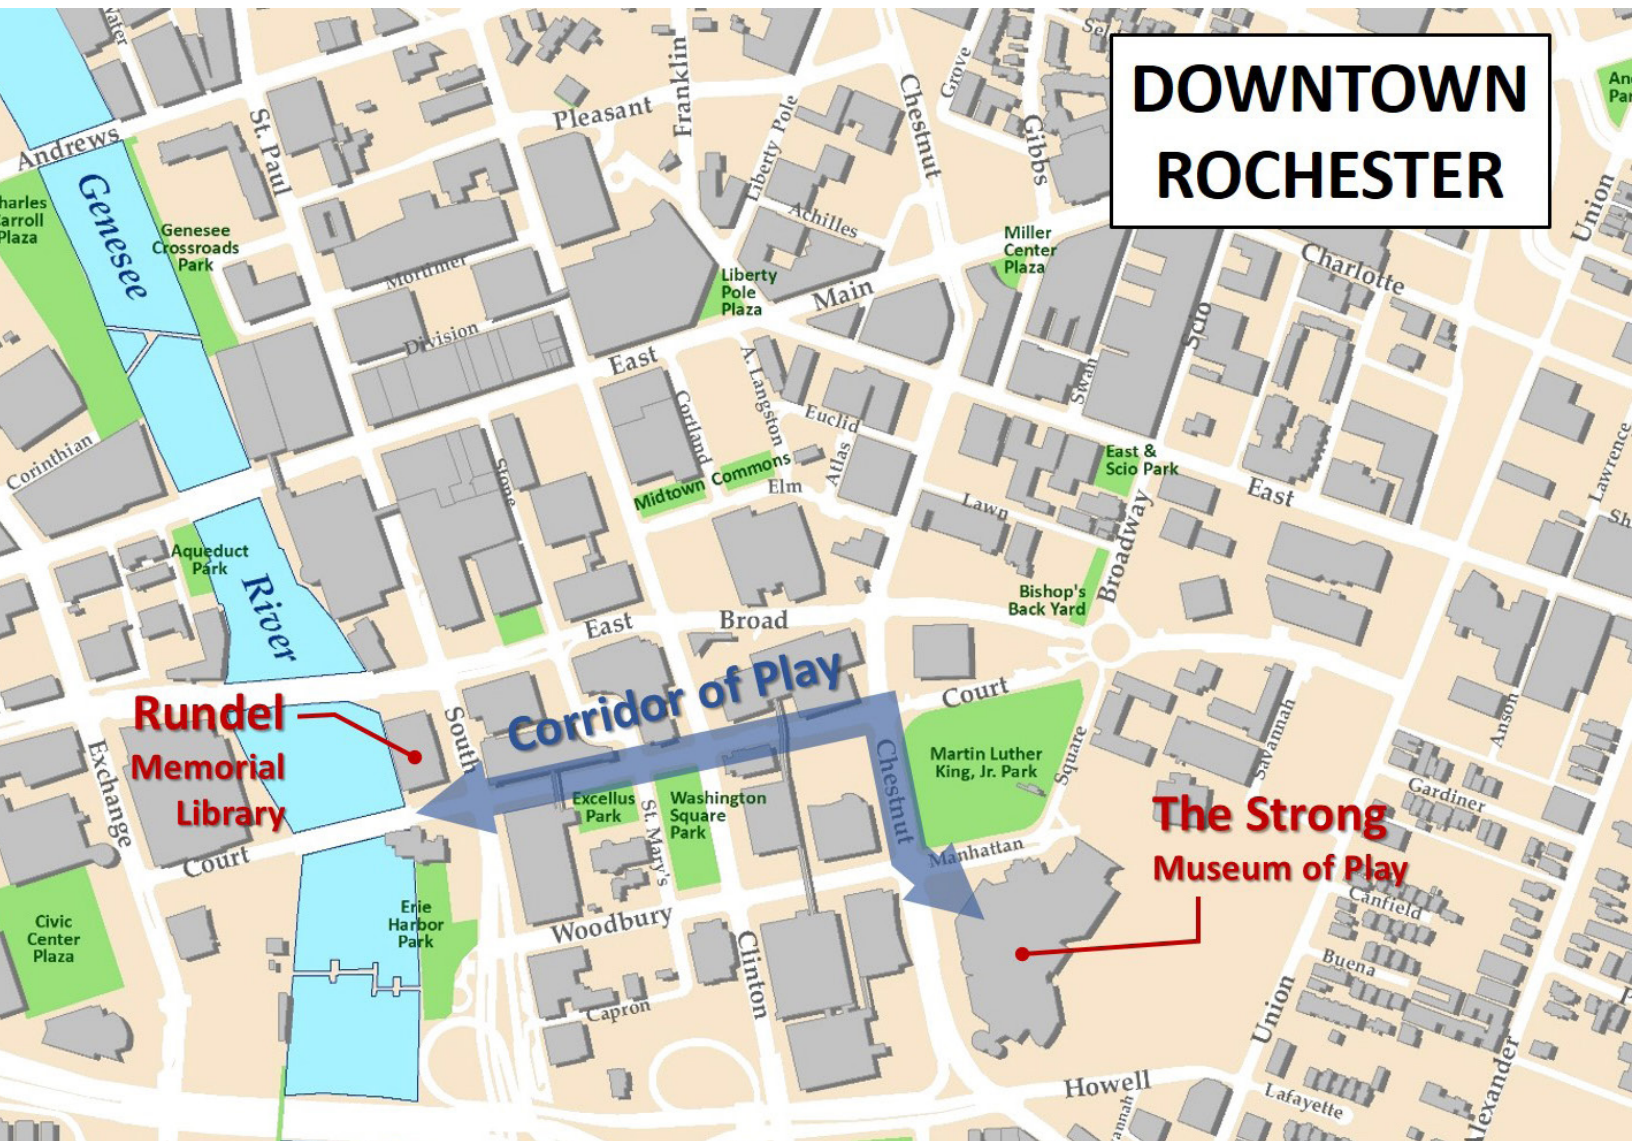 DOWNTOWN
ROCHESTER
Andrews
St. Paul
Pleasant
Franklin
Liberty Pole
Chestnut
Grove
Gibbs
Union
Genesee
Genesee
Crossroads
Park
Achilles
Miller
Center
Plaza
Charlotte
Mortimer
Liberty
Pole
Plaza
Main
Scio
Division
East
A. Langston
Cortland
Euclid
Atlas
Swan
Corinthian
Stone
Midtown Commons
Elm
Lawn
East &
Scio Park
East
Lawrence
Broadway
Aqueduct
Park
River
Bishop's
Back Yard
East
Broad
Court
Corridor of Play
Rundel
Memorial
Library
South
Exchange
Chestnut
Martin Luther
King, Jr. Park
Square
Savannah
Anson
Gardiner
Excellus
Park
St. Mary's
Washington
Square
Park
The Strong
Museum of Play
Manhattan
Court
Canfield
Civic
Center
Plaza
Erie
Harbor
Park
Woodbury
Clinton
Buena
Capron
Union
Howell
Lafayette